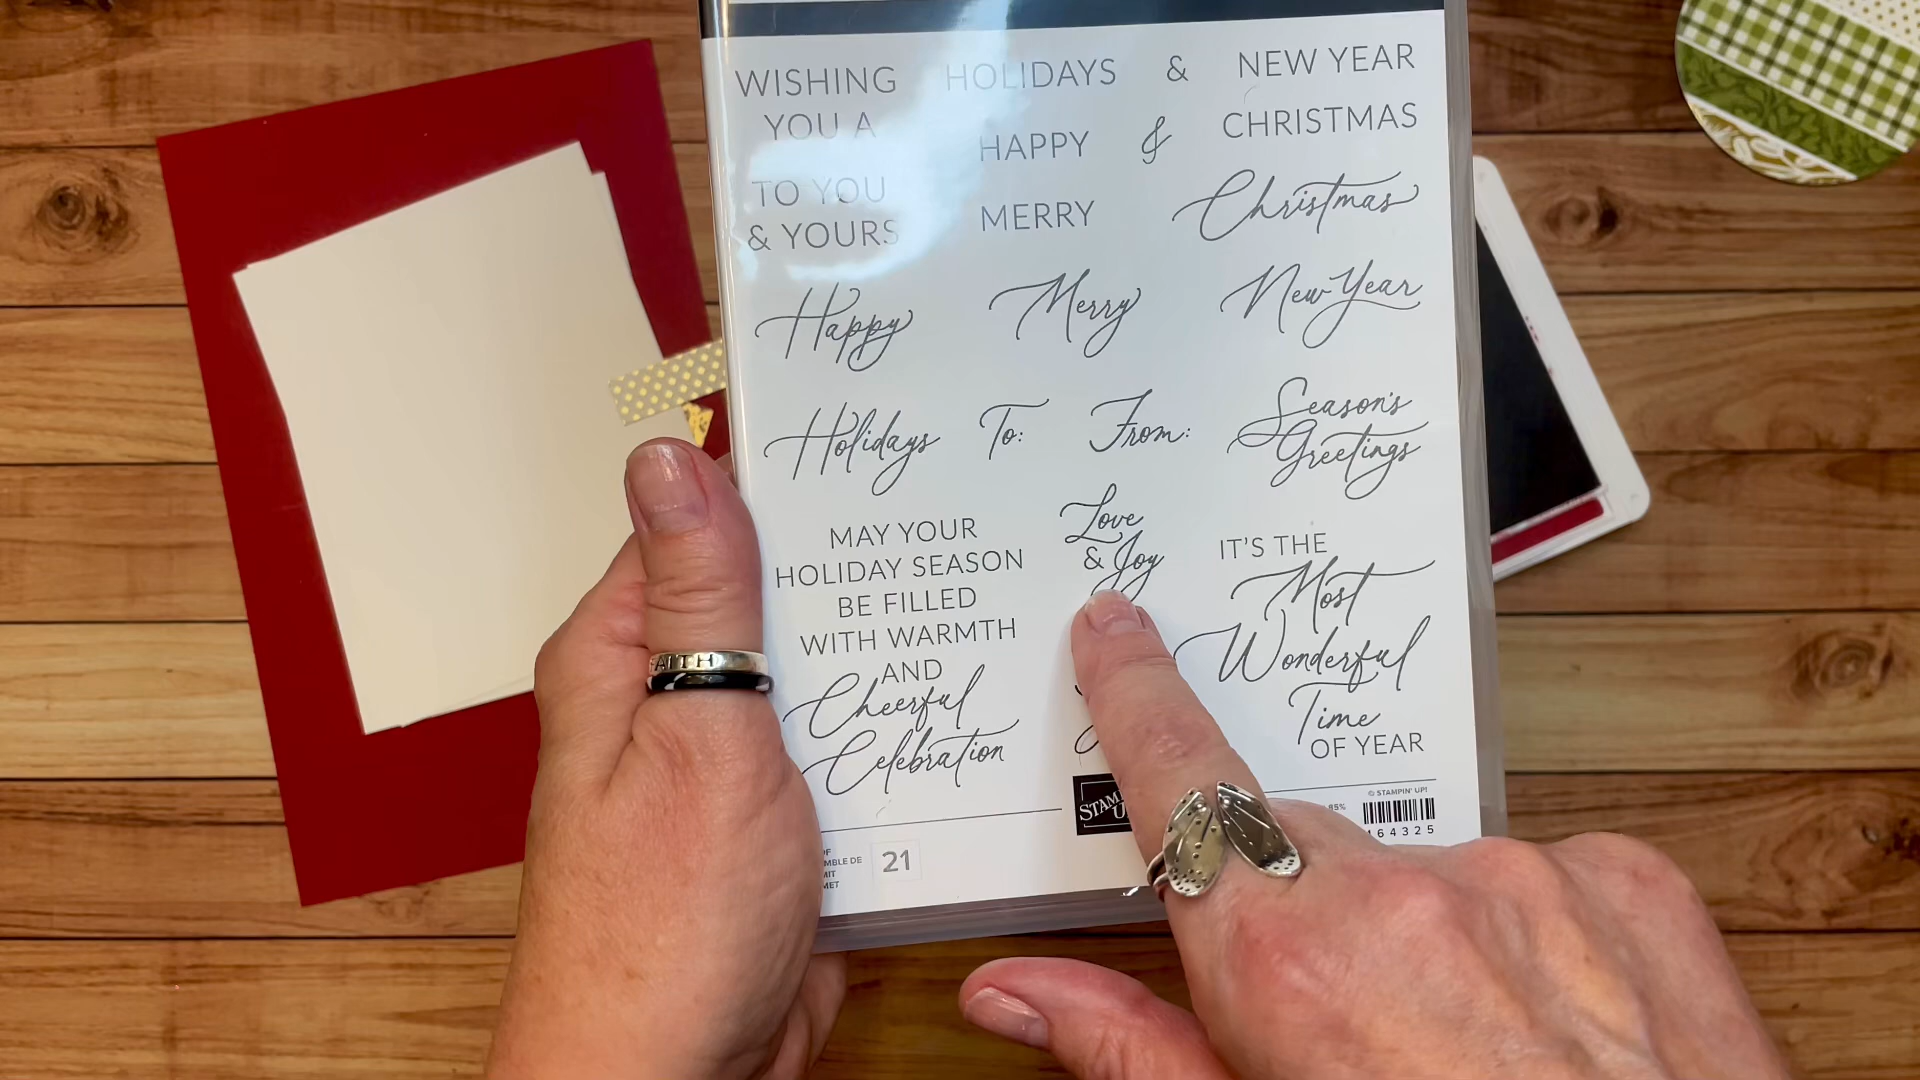 WISHING
YOU A
TO YOU
& YOURS
HOLIDAYS & NEW YEAR
HAPPY & CHRISTMAS
MERRY Christmas
Happy Merry New Year
Holidays To: From: Season's
Greetings
MAY YOUR
HOLIDAY SEASON
BE FILLED
WITH WARMTH
AND
Cheerful
Celebration
Love
& Joy
IT'S THE
Most
Wonderful
Time
OF YEAR
© STAMPIN' UP!
85%
64325
21